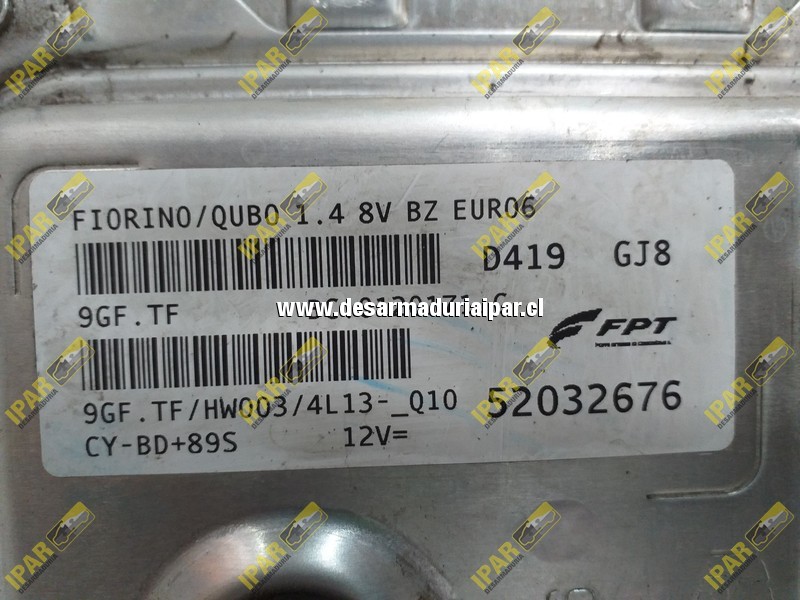 FIORINO/QUBO 1.4 8V BZ EURO6
D419 GJ8
9GF.TF
www.desarmaduriaipar.cl
FPT
9GF.TF/HW003/4L13-_Q10
52032676
CY-BD+89S 12V=
IPAR
DESARMADURIA